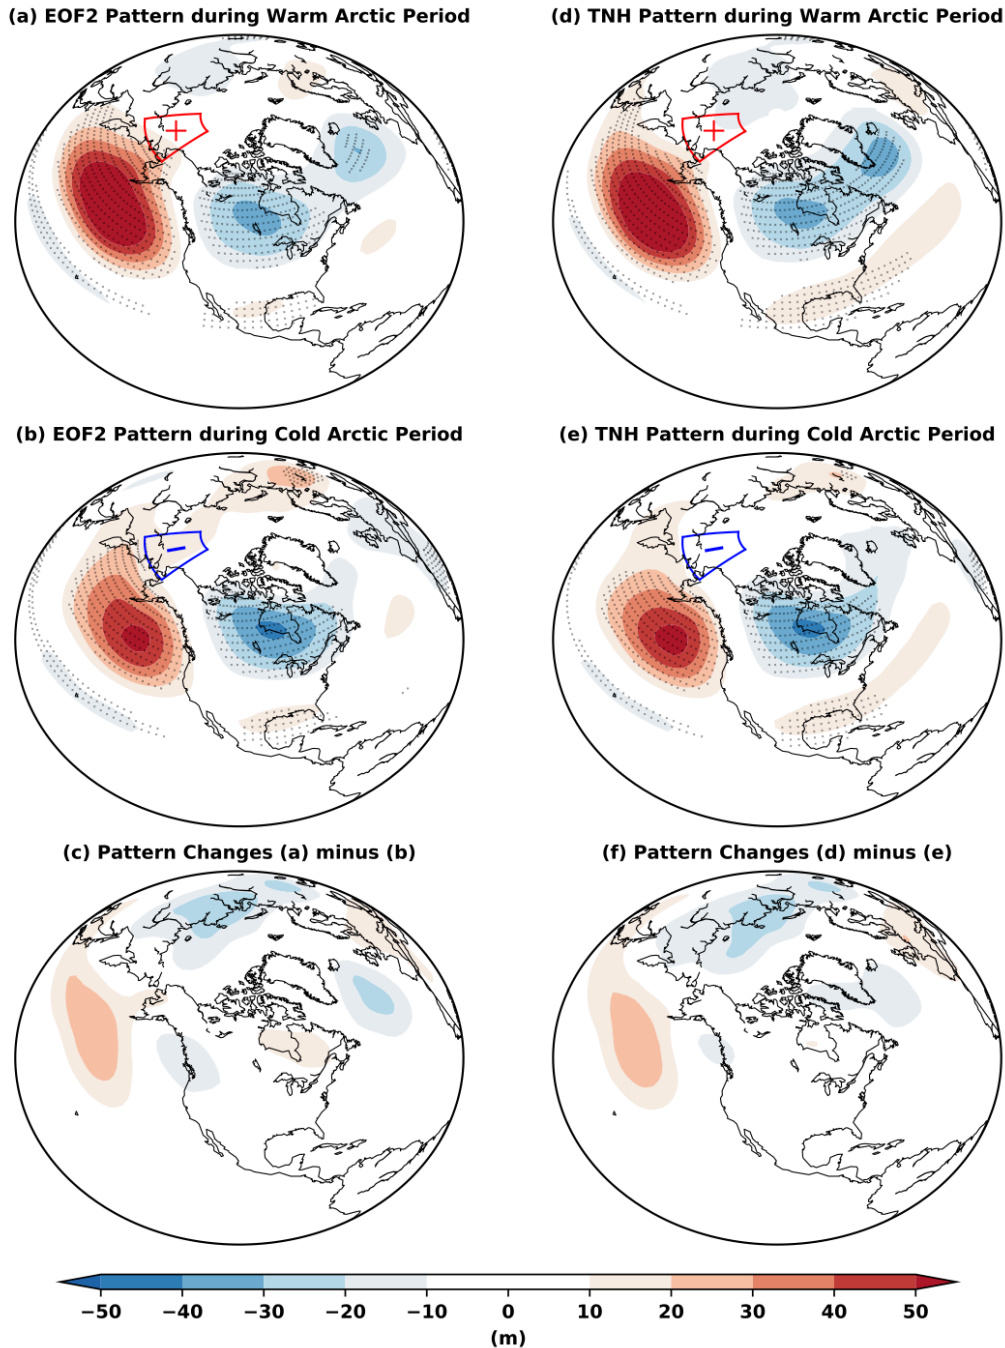 (a) EOF2 Pattern during Warm Arctic Period
(d) TNH Pattern during Warm Arctic Period
+
+
(b) EOF2 Pattern during Cold Arctic Period
(e) TNH Pattern during Cold Arctic Period
−
−
(c) Pattern Changes (a) minus (b)
(f) Pattern Changes (d) minus (e)
−50 −40 −30 −20 −10 0 10 20 30 40 50
(m)